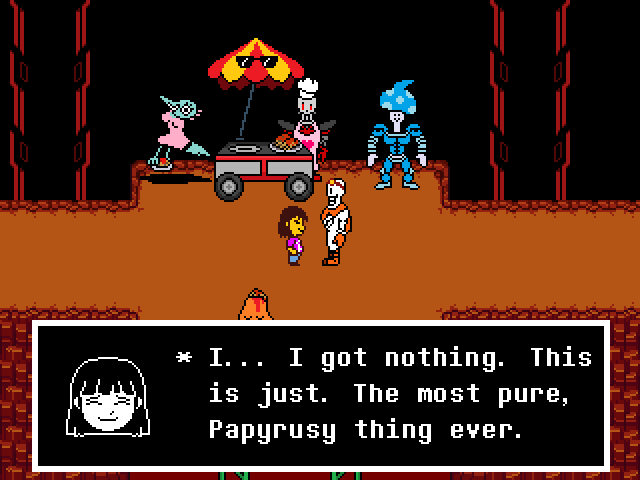 * I... I got nothing. This
is just. The most pure,
Papyrusy thing ever.